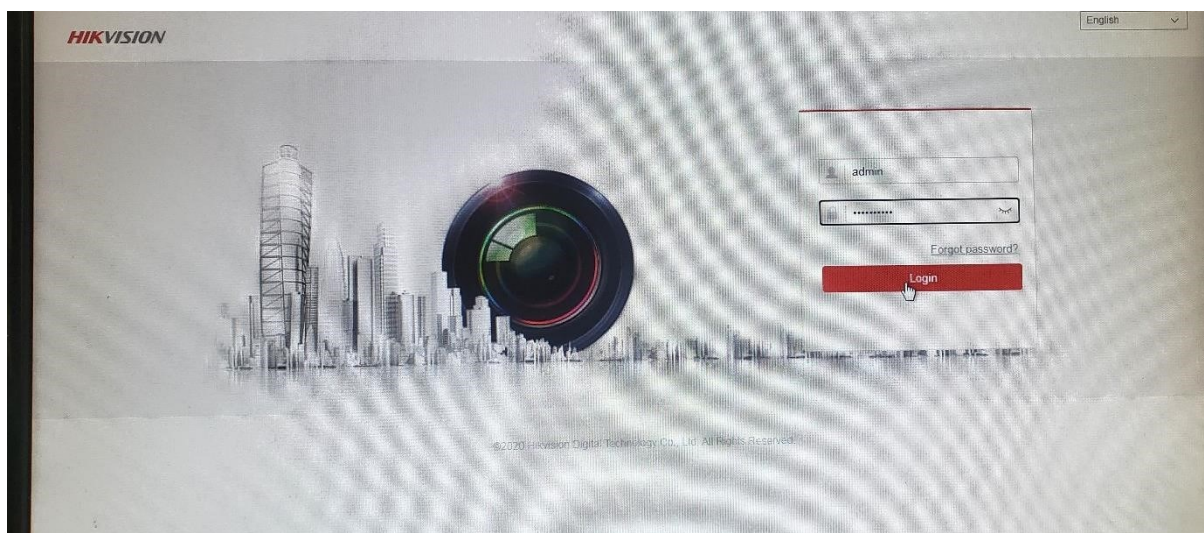 HIKVISION
English
admin
••••••••••
Forgot password?
Login
©2020 Hikvision Digital Technology Co., Ltd. All Rights Reserved.